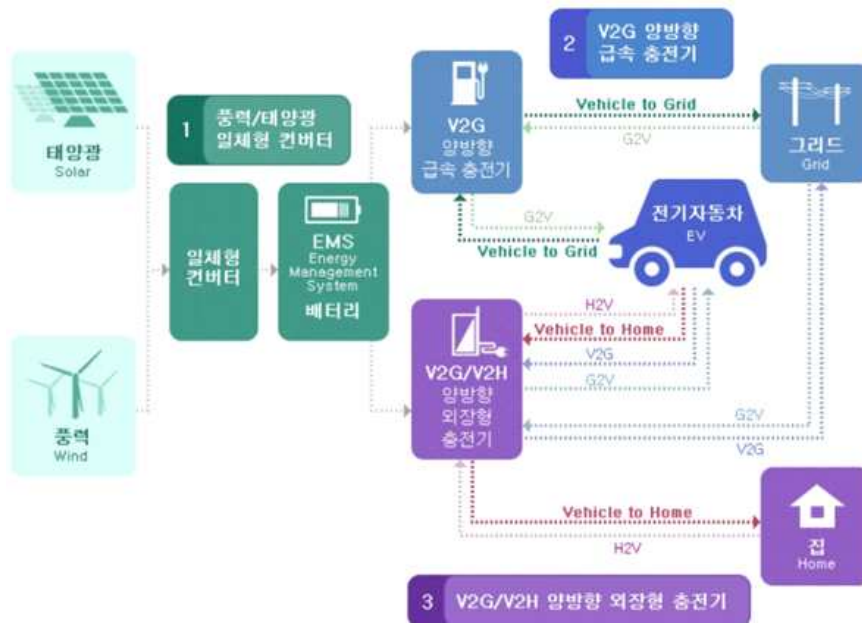 2
V2G 양방향
급속 충전기
태양광
Solar
1
풍력/태양광
일체형 컨버터
V2G
양방향
급속 충전기
Vehicle to Grid
G2V
그리드
Grid
일체형
컨버터
EMS
Energy
Management
System
배터리
G2V
Vehicle to Grid
전기자동차
EV
풍력
Wind
V2G/V2H
양방향
외장형
충전기
H2V
Vehicle to Home
V2G
G2V
G2V
V2G
Vehicle to Home
H2V
집
Home
3
V2G/V2H 양방향 외장형 충전기